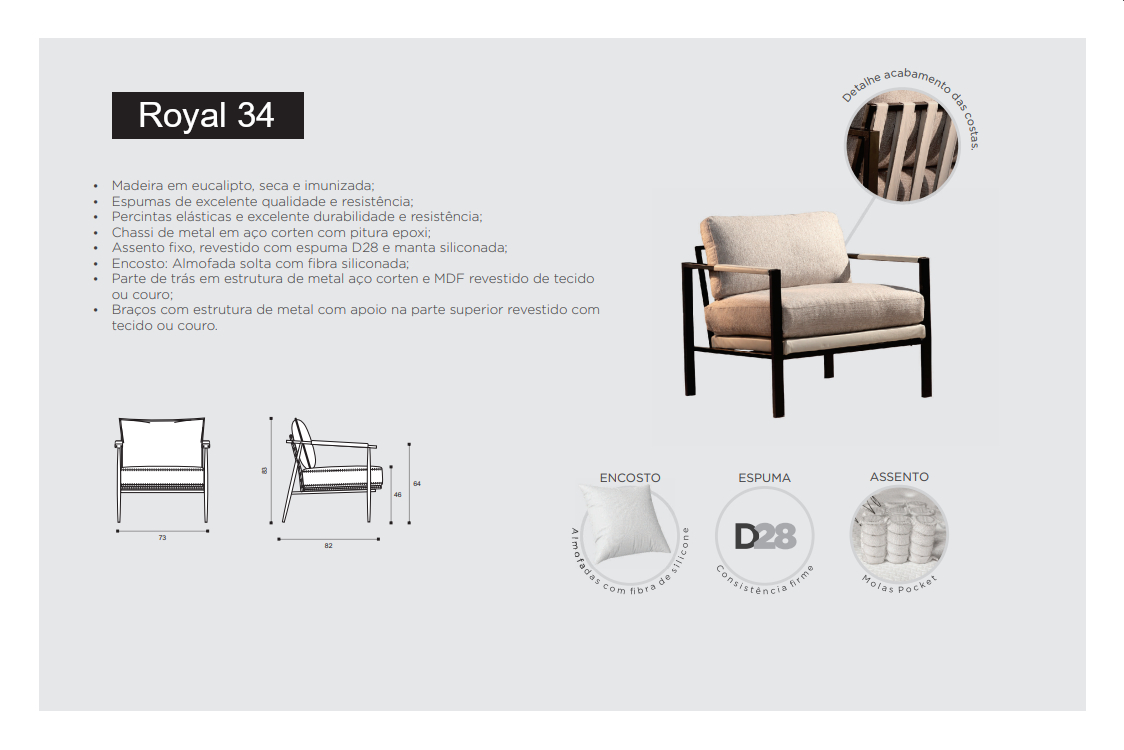 Royal 34
Detalhe acabamento das costas.
• Madeira em eucalipto, seca e imunizada;
• Espumas de excelente qualidade e resistência;
• Percintas elásticas e excelente durabilidade e resistência;
• Chassi de metal em aço corten com pitura epoxi;
• Assento fixo, revestido com espuma D28 e manta siliconada;
• Encosto: Almofada solta com fibra siliconada;
• Parte de trás em estrutura de metal aço corten e MDF revestido de tecido
ou couro;
• Braços com estrutura de metal com apoio na parte superior revestido com
tecido ou couro.
73
83
82
46
64
ENCOSTO
Almofadas com fibra de silicone
ESPUMA
D28
Consistência firme
ASSENTO
Molas Pocket